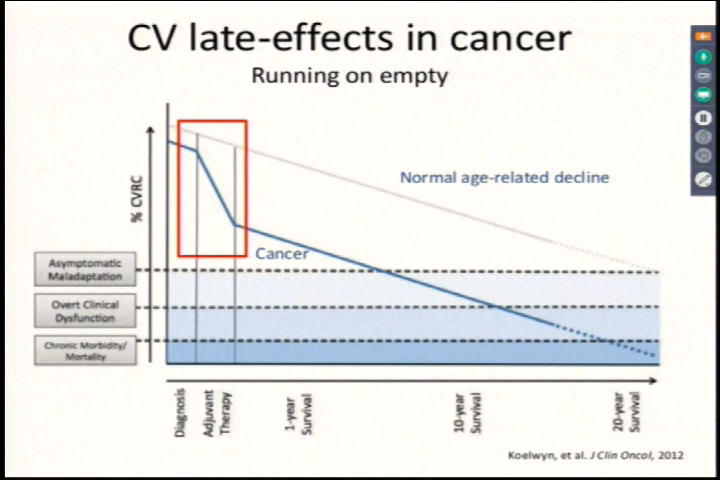 CV late-effects in cancer
Running on empty
% CVRC
Normal age-related decline
Cancer
Asymptomatic
Maladaptation
Overt Clinical
Dysfunction
Chronic Morbidity/
Mortality
Diagnosis
Adjuvant
Therapy
1-year
Survival
10-year
Survival
20-year
Survival
Koelwyn, et al. J Clin Oncol, 2012